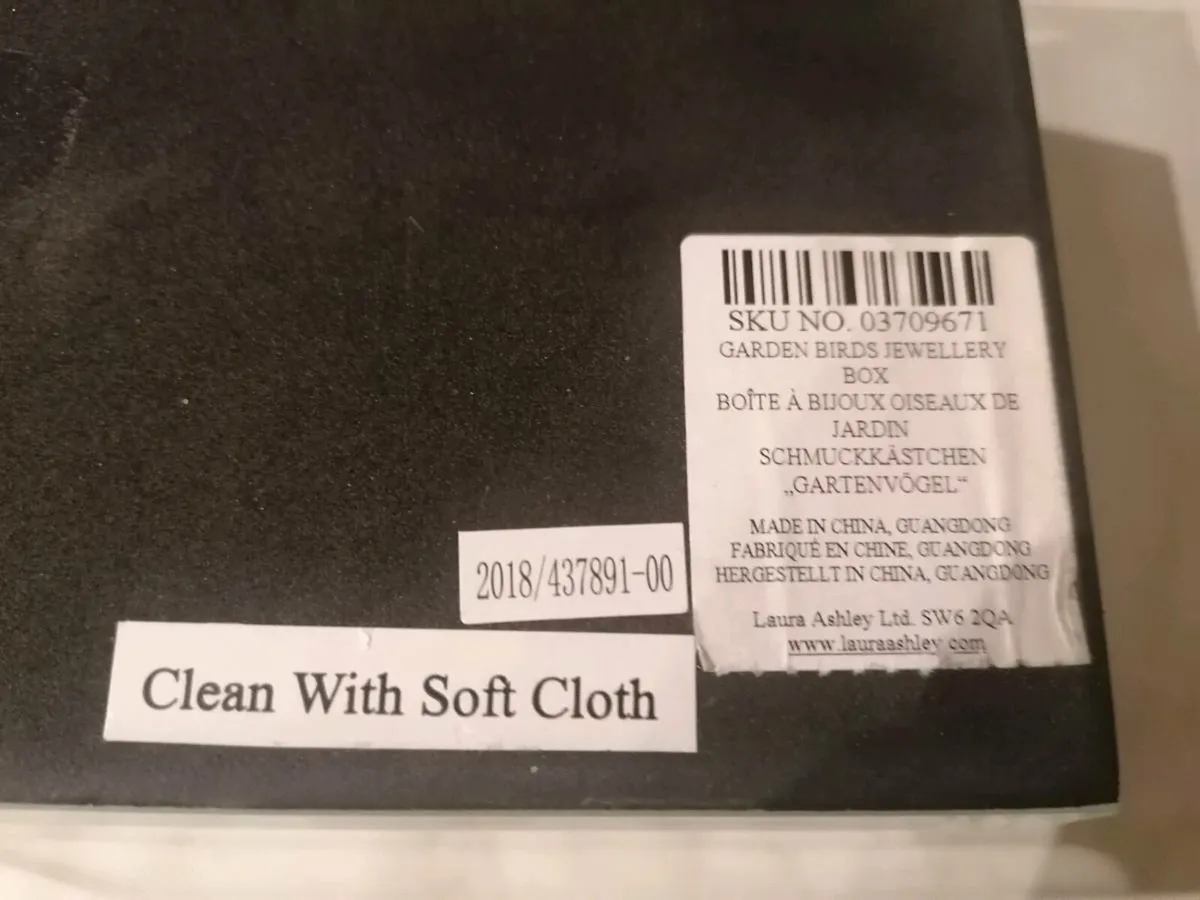 SKU NO. 03709671
GARDEN BIRDS JEWELLERY
BOX
BOÎTE À BIJOUX OISEAUX DE
JARDIN
SCHMUCKKÄSTCHEN
„GARTENVÖGEL“
MADE IN CHINA, GUANGDONG
FABRIQUÉ EN CHINE, GUANGDONG
HERGESTELLT IN CHINA, GUANGDONG
Laura Ashley Ltd. SW6 2QA
www.lauraashley.com
2018/437891-00
Clean With Soft Cloth